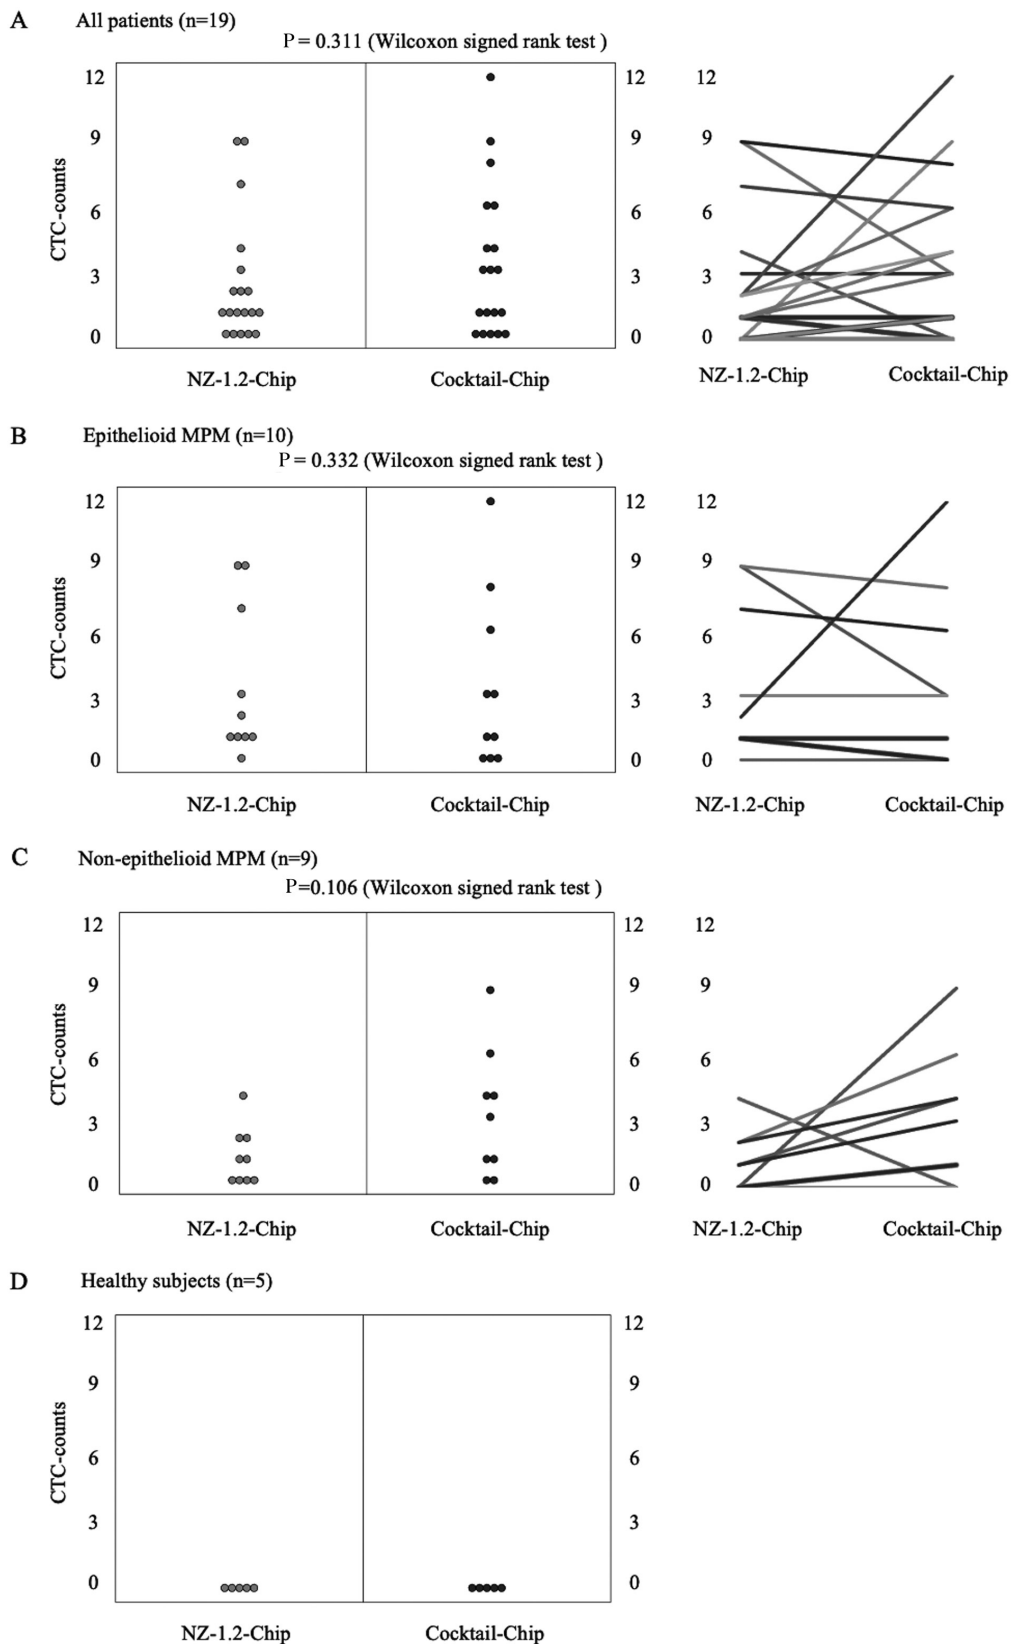 A All patients (n=19)
P = 0.311 (Wilcoxon signed rank test )
12 12 12
9 9 9
6 6 6
3 3 3
0 0 0
CTC-counts
NZ-1.2-Chip Cocktail-Chip NZ-1.2-Chip Cocktail-Chip
B Epithelioid MPM (n=10)
P = 0.332 (Wilcoxon signed rank test )
12 12 12
9 9 9
6 6 6
3 3 3
0 0 0
CTC-counts
NZ-1.2-Chip Cocktail-Chip NZ-1.2-Chip Cocktail-Chip
C Non-epithelioid MPM (n=9)
P=0.106 (Wilcoxon signed rank test )
12 12 12
9 9 9
6 6 6
3 3 3
0 0 0
CTC-counts
NZ-1.2-Chip Cocktail-Chip NZ-1.2-Chip Cocktail-Chip
D Healthy subjects (n=5)
12 12
9 9
6 6
3 3
0 0
CTC-counts
NZ-1.2-Chip Cocktail-Chip